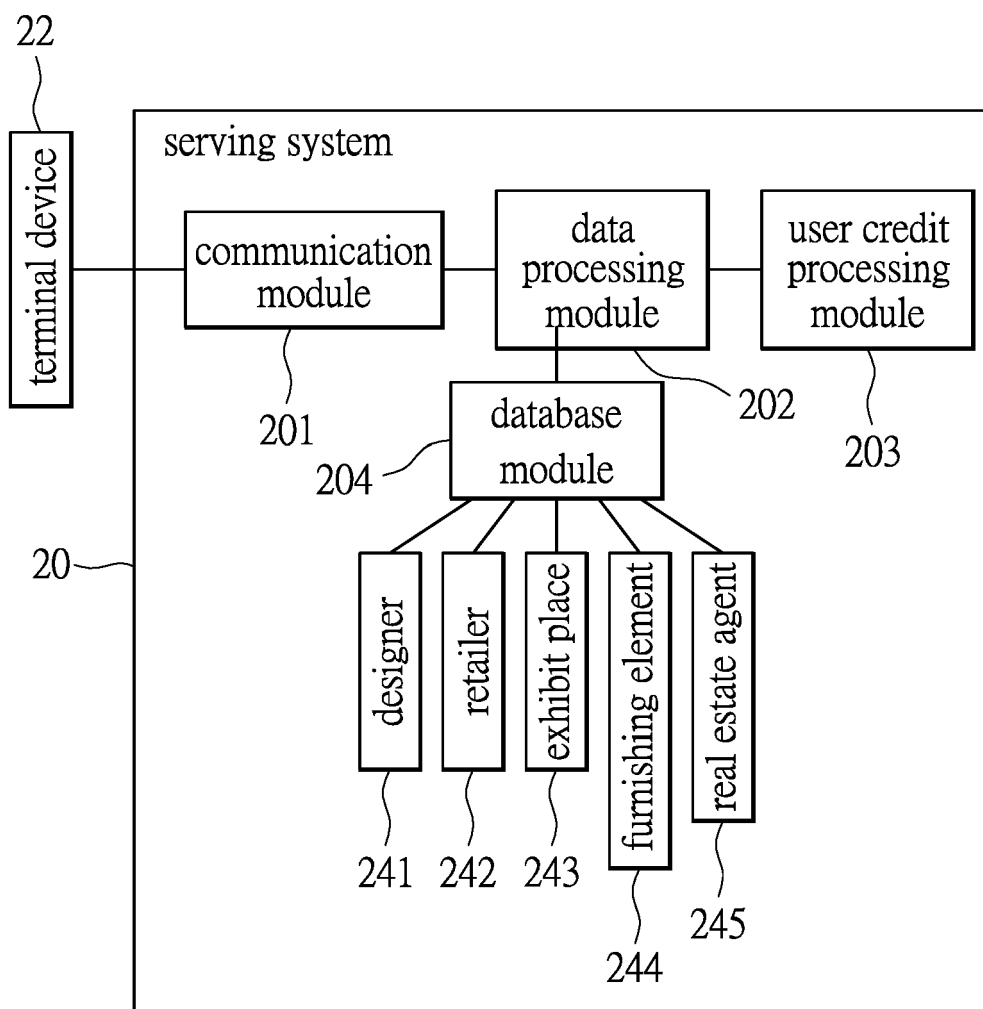 22
serving system
terminal device
communication
module
data
processing
module
user credit
processing
module
201
202
203
database
module
204
20
designer
retailer
exhibit place
furnishing element
real estate agent
241
242
243
244
245